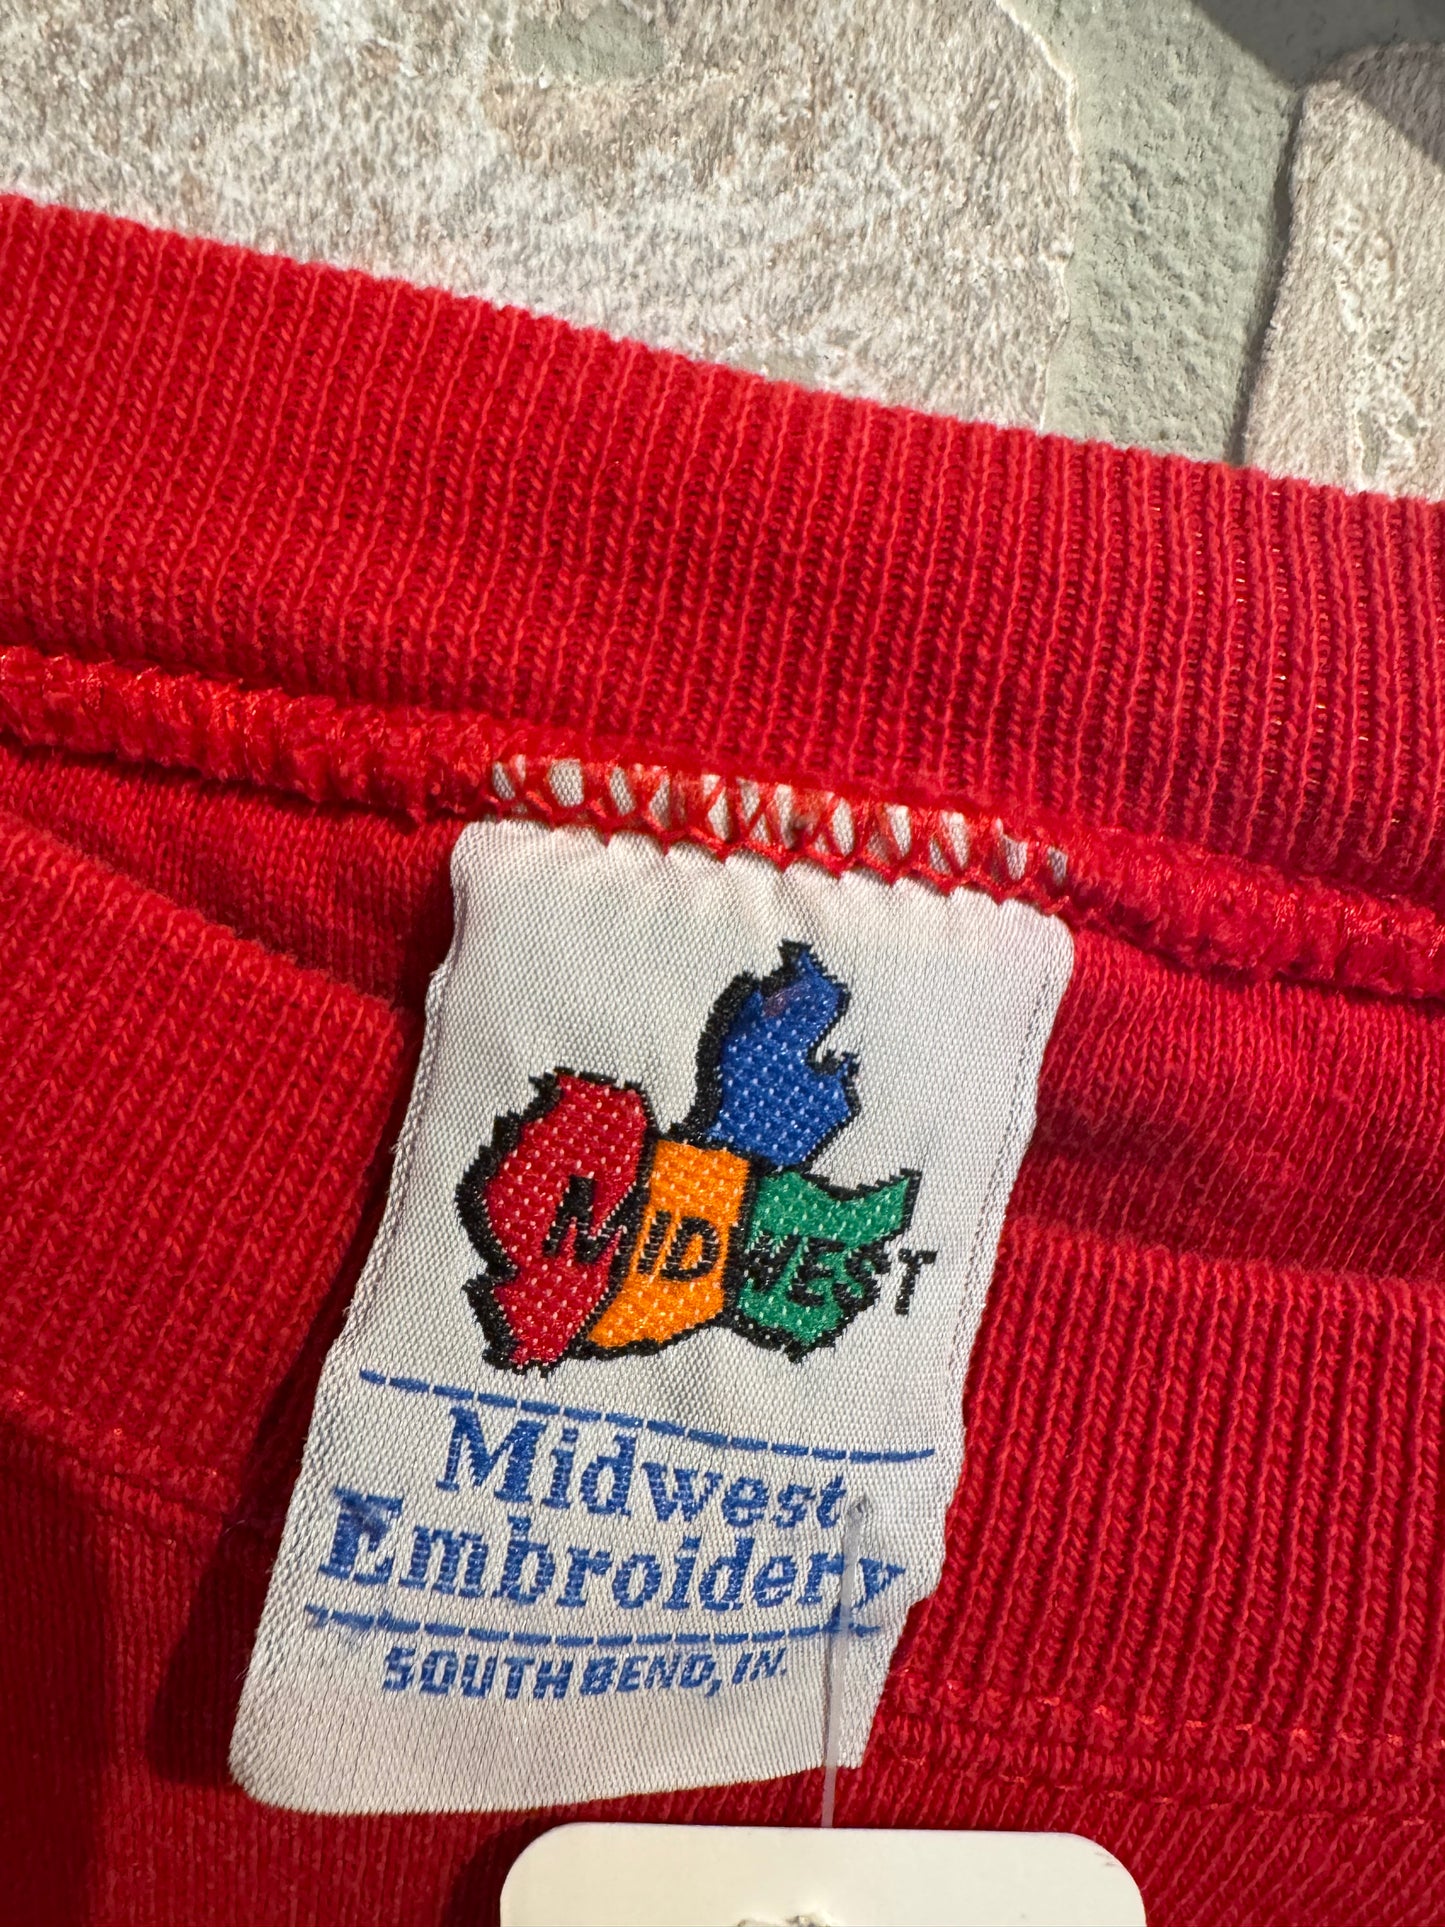 MIDWEST
Midwest
Embroidery
SOUTH BEND, IN.